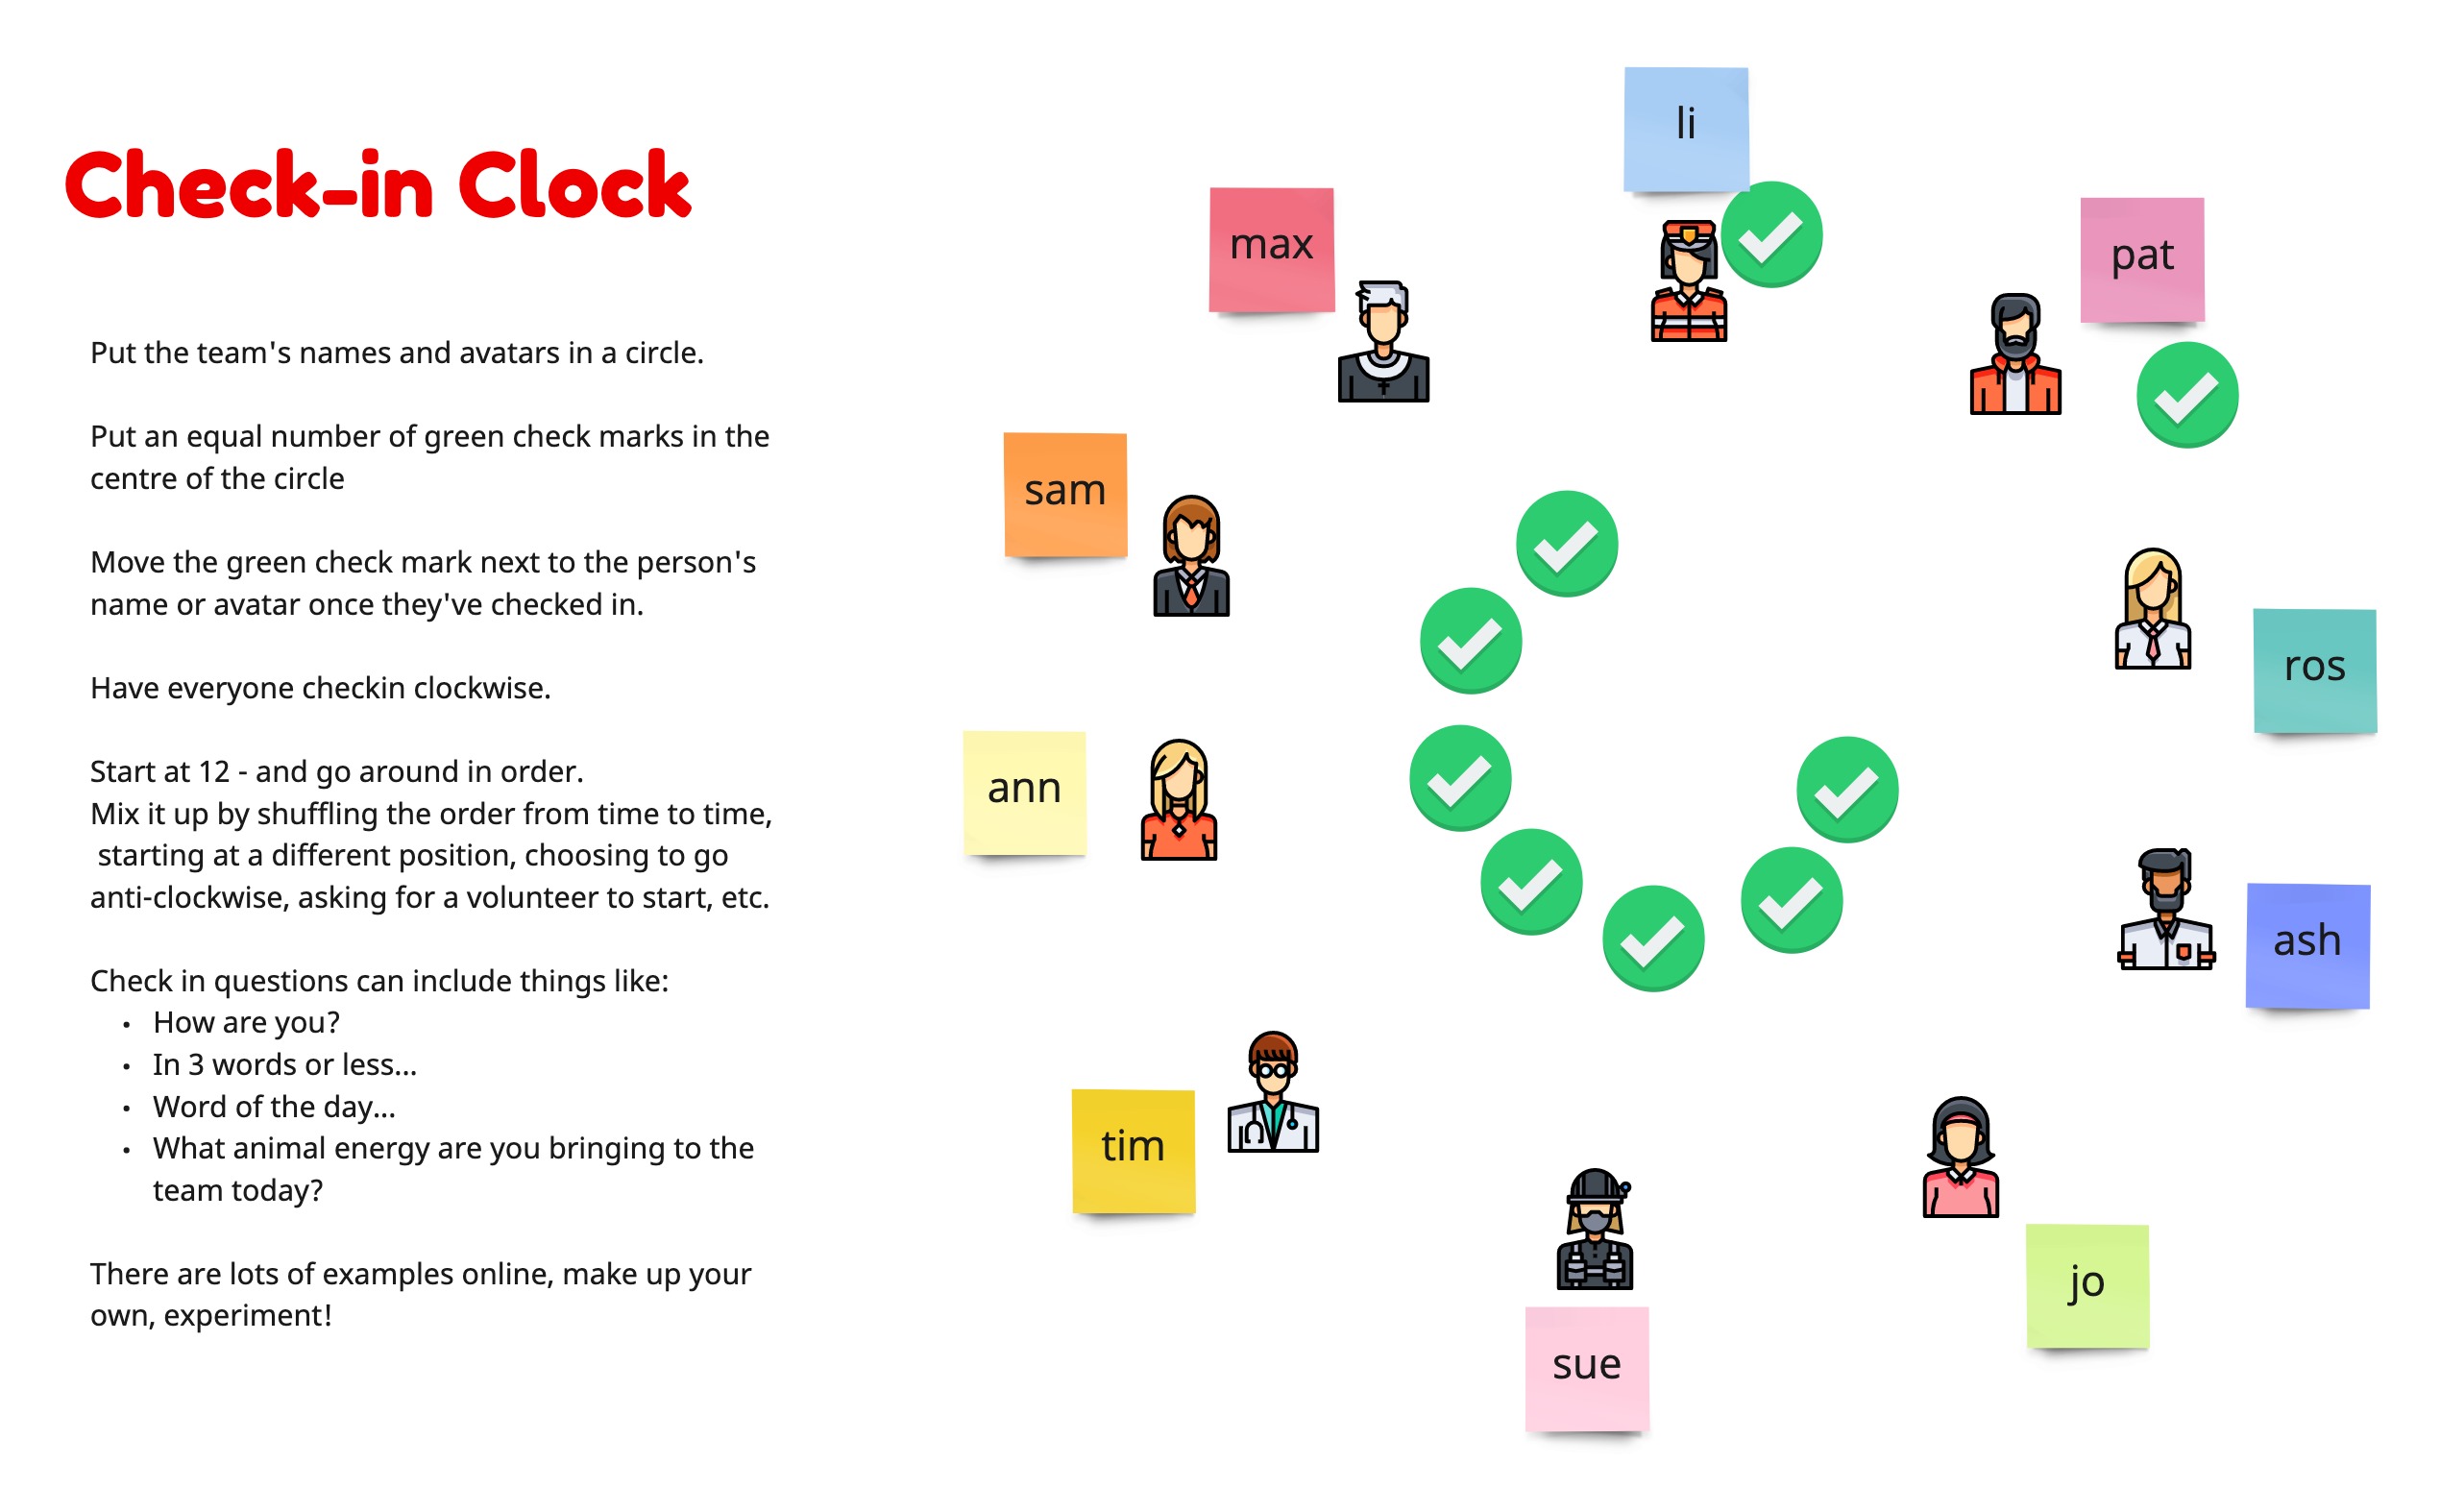 Check-in Clock
Put the team's names and avatars in a circle.
Put an equal number of green check marks in the
centre of the circle
Move the green check mark next to the person's
name or avatar once they've checked in.
Have everyone checkin clockwise.
Start at 12 - and go around in order.
Mix it up by shuffling the order from time to time,
starting at a different position, choosing to go
anti-clockwise, asking for a volunteer to start, etc.
Check in questions can include things like:
• How are you?
• In 3 words or less...
• Word of the day...
• What animal energy are you bringing to the
team today?
There are lots of examples online, make up your
own, experiment!
li
pat
ros
ash
jo
sue
tim
ann
sam
max